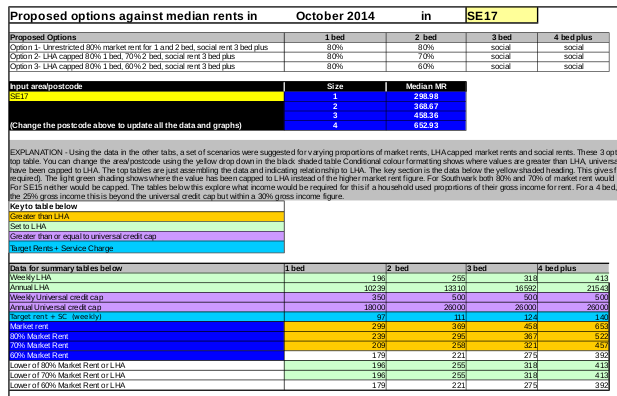 Proposed options against median rents in October 2014 in SE17
Proposed Options 1 bed 2 bed 3 bed 4 bed plus
Option 1- Unrestricted 80% market rent for 1 and 2 bed, social rent 3 bed plus 80% 80% social social
Option 2- LHA capped 80% 1 bed, 70% 2 bed, social rent 3 bed plus 80% 70% social social
Option 3- LHA capped 80% 1 bed, 60% 2 bed, social rent 3 bed plus 80% 60% social social
Input area/postcode Size Median MR
SE17 1 298.98
2 368.67
3 458.36
(Change the postcode above to update all the data and graphs) 4 652.93
EXPLANATION - Using the data in the other tabs, a set of scenarios were suggested for varying proportions of market rents, LHA capped market rents and social rents. These 3 opt
top table. You can change the area/postcode using the yellow drop down in the black shaded table Conditional colour formatting shows where values are greater than LHA, universa
have been capped to LHA. The top tables are just assembling the data and indicating relationship to LHA. The key section is the data below the yellow shaded heading. This gives f
required). The light green shading shows where the value has been capped to LHA instead of the higher market rent figure. For Southwark both 80% and 70% of market rent would
For SE15 neither would be capped. The tables below this explore what income would be required for this if a household used proportions of their gross income for rent. For a 4 bed,
the 25% gross income this is beyond the universal credit cap but within a 30% gross income figure.
Key to table below
Greater than LHA
Set to LHA
Greater than or equal to universal credit cap
Target Rents+ Service Charge
Data for summary tables below 1 bed 2 bed 3 bed 4 bed plus
Weekly LHA 196 255 318 413
Annual LHA 10239 13310 16592 21543
Weekly Universal credit cap 350 500 500 500
Annual Universal credit cap 18000 26000 26000 26000
Target rent + SC (weekly) 97 111 124 140
Market rent 299 369 458 653
80% Market Rent 239 295 367 522
70% Market Rent 209 258 321 457
60% Market Rent 179 221 275 392
Lower of 80% Market Rent or LHA 196 255 318 413
Lower of 70% Market Rent or LHA 196 255 318 413
Lower of 60% Market Rent or LHA 179 221 275 392